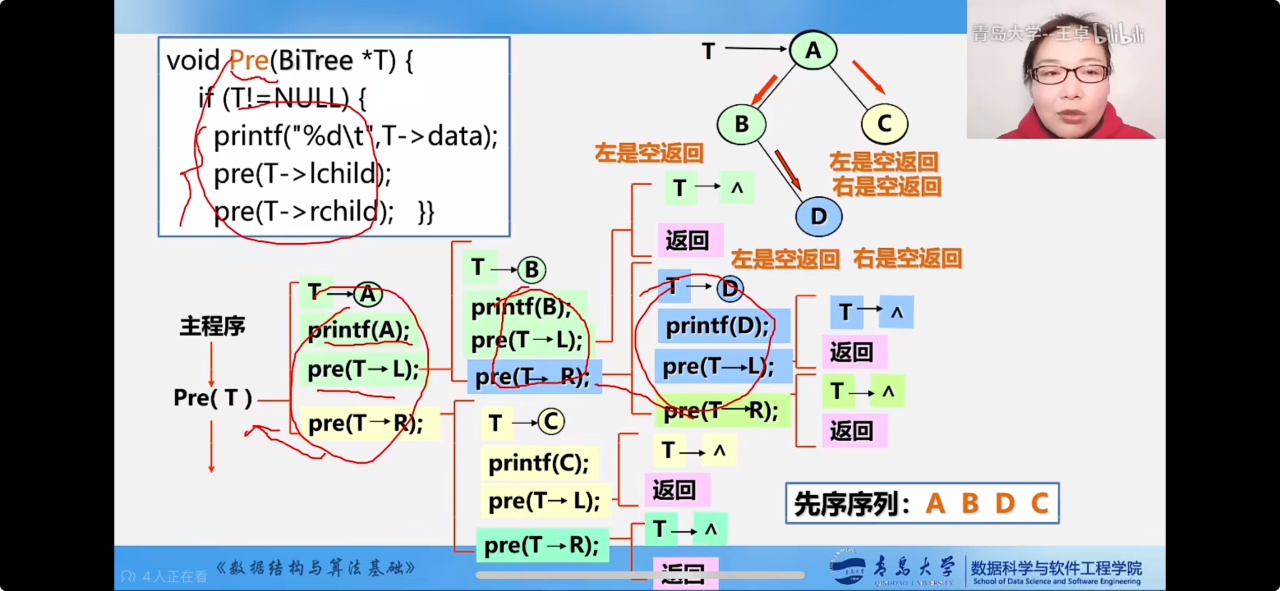 void Pre(BiTree *T) {
if (T!=NULL) {
printf("%d\t",T->data);
pre(T->lchild);
pre(T->rchild); }}
T
A
B
C
D
左是空返回
左是空返回
右是空返回
左是空返回 右是空返回
青岛大学--王卓 bilibili
主程序
Pre( T )
T→A
printf(A);
pre(T→L);
pre(T→R);
T→B
printf(B);
pre(T→L);
pre(T→ R);
T→^
返回
T→D
printf(D);
pre(T→L);
pre(T→R);
T→^
返回
T→^
返回
T→C
printf(C);
pre(T→ L);
pre(T→R);
T→^
返回
T→^
返回
先序序列：A B D C
4人正在看
《数据结构与算法基础》
青岛大学
QINGDAO UNIVERSITY
数据科学与软件工程学院
School of Data Science and Software Engineering